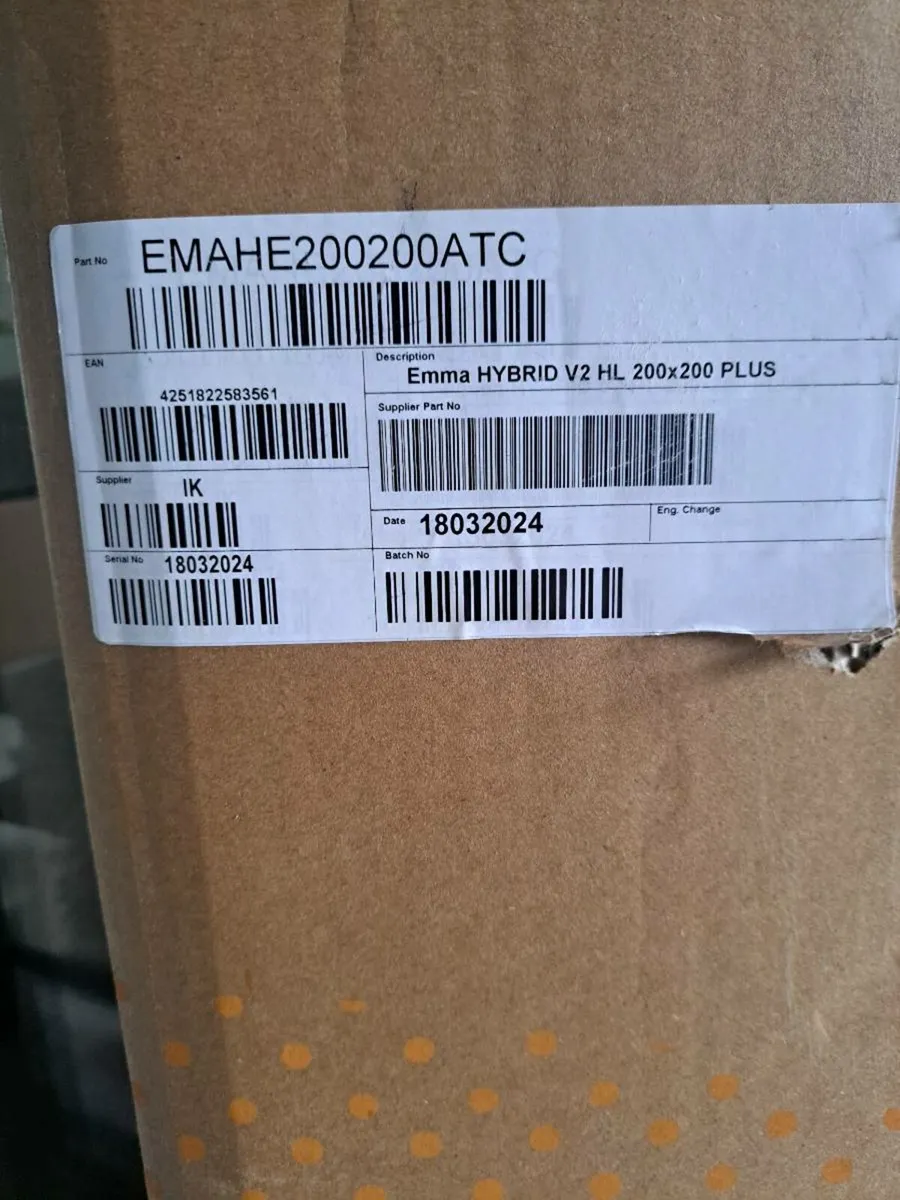 Part No
EMAHE200200ATC
EAN
4251822583561
Description
Emma HYBRID V2 HL 200x200 PLUS
Supplier Part No
Supplier
IK
Date 18032024
Eng. Change
Serial No 18032024
Batch No